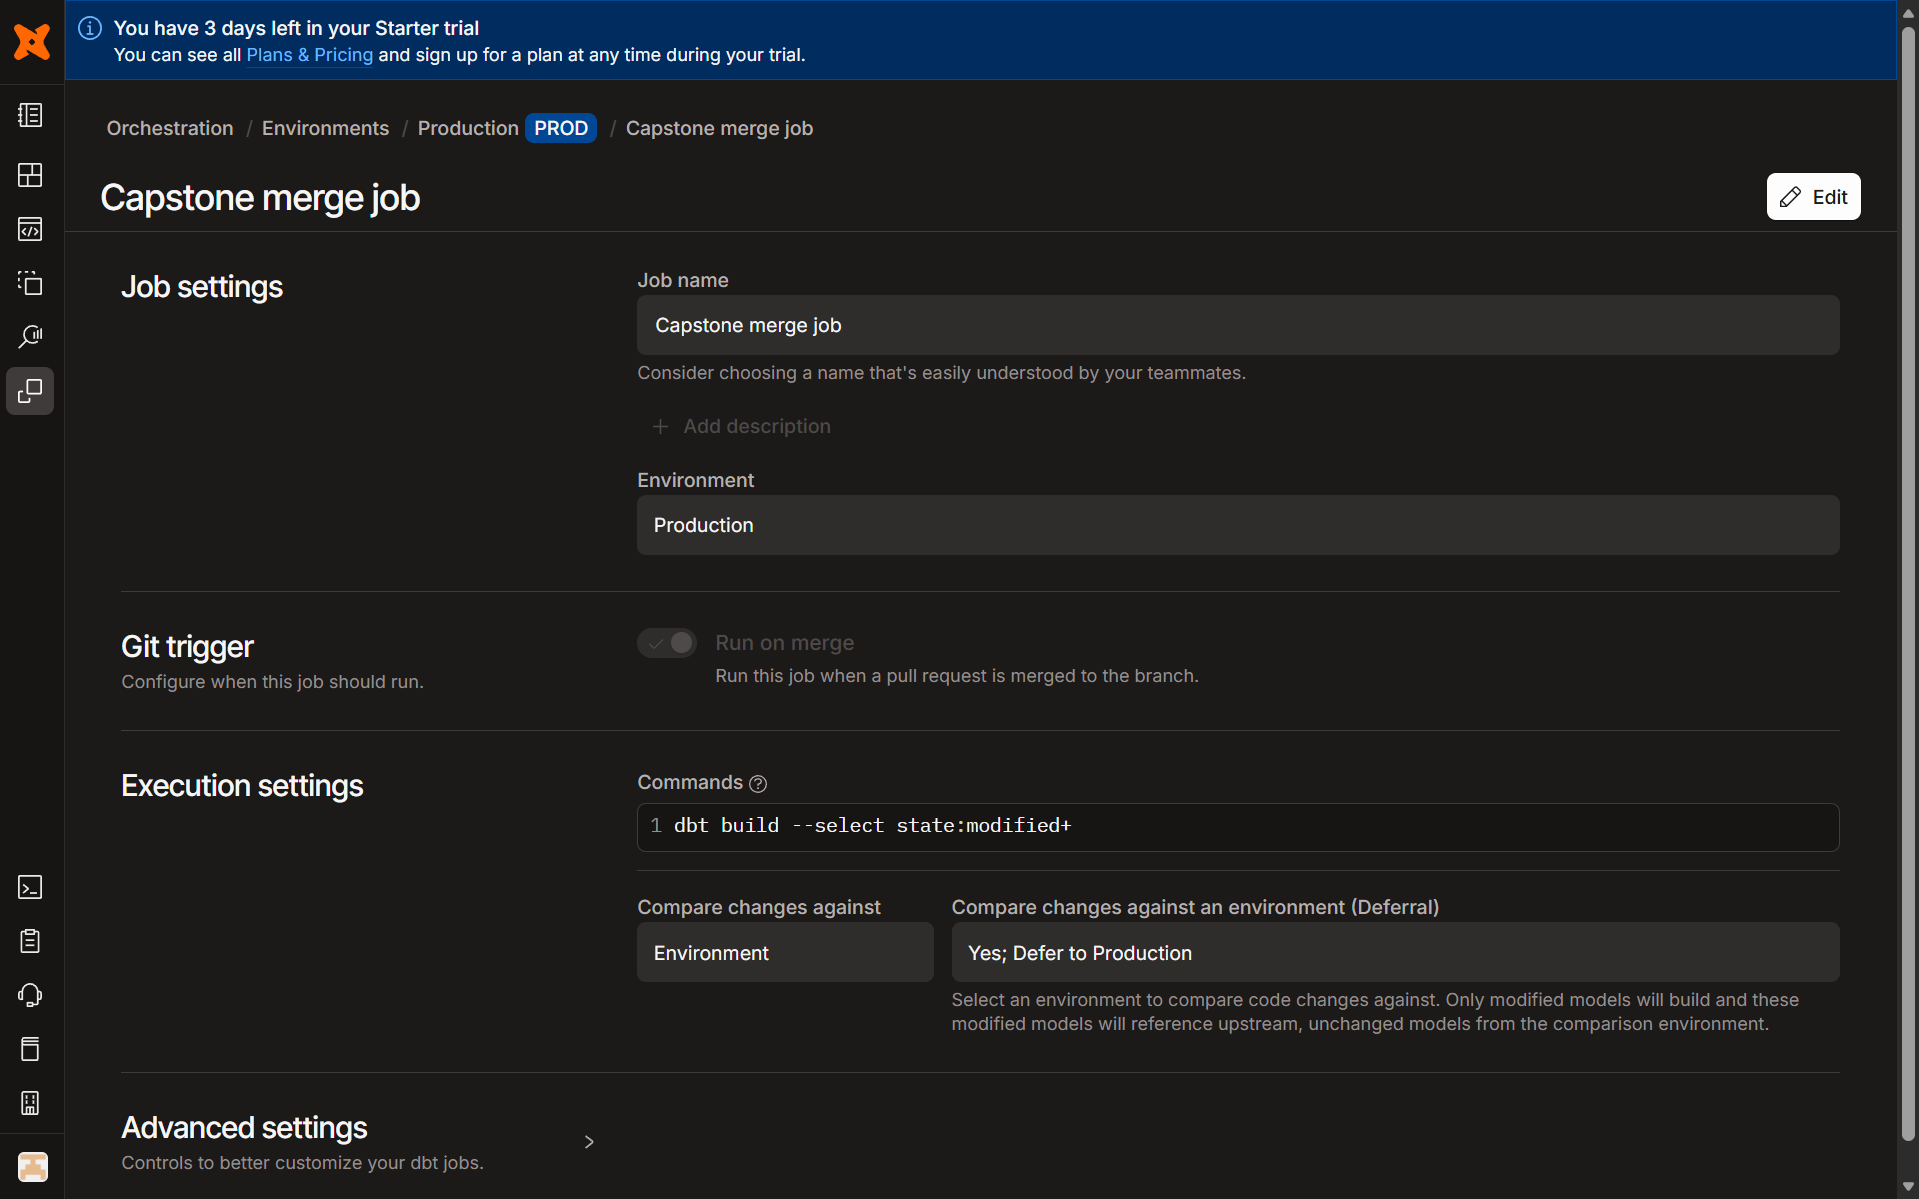 You have 3 days left in your Starter trial
You can see all Plans & Pricing and sign up for a plan at any time during your trial.
Orchestration / Environments / Production PROD / Capstone merge job
Capstone merge job
Edit
Job settings
Job name
Capstone merge job
Consider choosing a name that's easily understood by your teammates.
+ Add description
Environment
Production
Git trigger
Configure when this job should run.
Run on merge
Run this job when a pull request is merged to the branch.
Execution settings
Commands ?
1 dbt build --select state:modified+
Compare changes against
Environment
Compare changes against an environment (Deferral)
Yes; Defer to Production
Select an environment to compare code changes against. Only modified models will build and these
modified models will reference upstream, unchanged models from the comparison environment.
Advanced settings
Controls to better customize your dbt jobs.